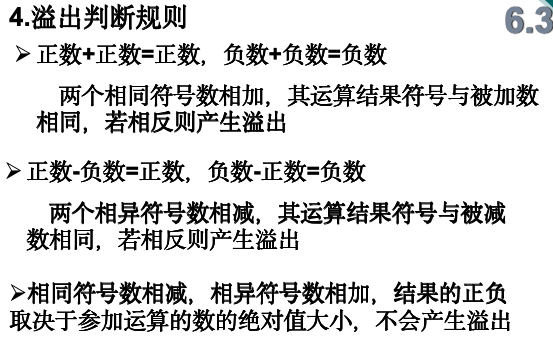 4.溢出判断规则
6.3
➢ 正数+正数=正数, 负数+负数=负数
两个相同符号数相加, 其运算结果符号与被加数
相同, 若相反则产生溢出
➢ 正数-负数=正数, 负数-正数=负数
两个相异符号数相减, 其运算结果符号与被减
数相同, 若相反则产生溢出
➢相同符号数相减, 相异符号数相加, 结果的正负
取决于参加运算的数的绝对值大小, 不会产生溢出